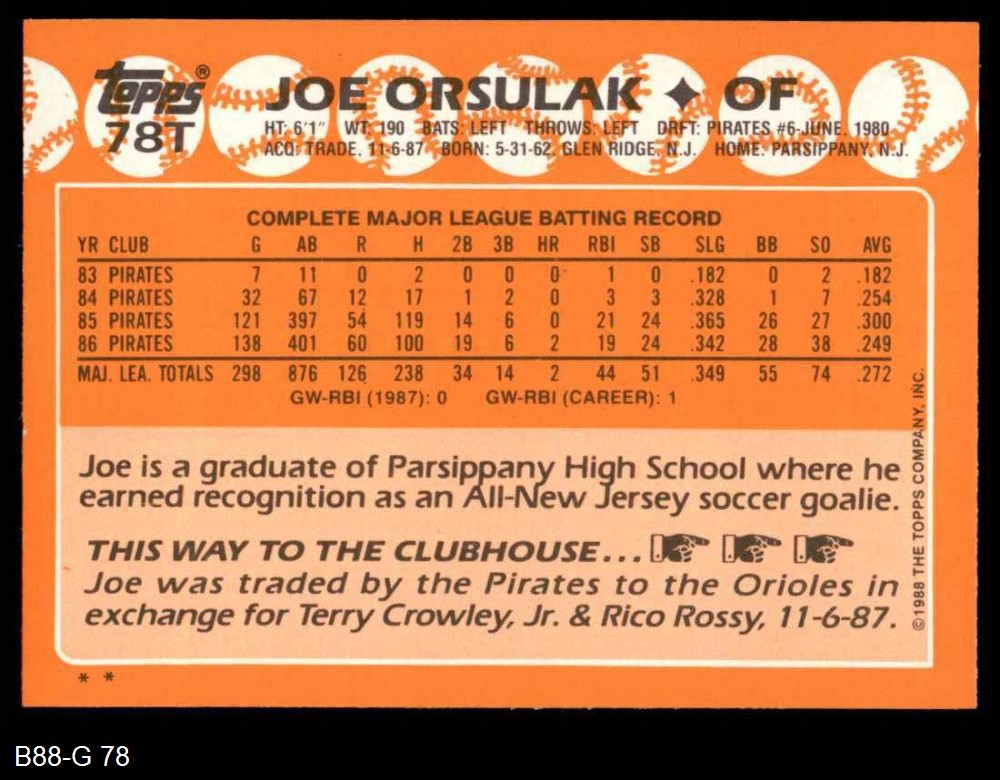 topps®
78T
JOE ORSULAK ✦ OF
HT: 6'1" WT: 190 BATS: LEFT THROWS: LEFT DRFT: PIRATES #6-JUNE, 1980
ACQ: TRADE, 11-6-87 BORN: 5-31-62, GLEN RIDGE, N.J. HOME: PARSIPPANY, N.J.
COMPLETE MAJOR LEAGUE BATTING RECORD
YR CLUB G AB R H 2B 3B HR RBI SB SLG BB SO AVG
83 PIRATES 7 11 0 2 0 0 0 1 0 .182 0 2 .182
84 PIRATES 32 67 12 17 1 2 0 3 3 .328 1 7 .254
85 PIRATES 121 397 54 119 14 6 0 21 24 .365 26 27 .300
86 PIRATES 138 401 60 100 19 6 2 19 24 .342 28 38 .249
MAJ. LEA. TOTALS 298 876 126 238 34 14 2 44 51 .349 55 74 .272
GW-RBI (1987): 0 GW-RBI (CAREER): 1
Joe is a graduate of Parsippany High School where he
earned recognition as an All-New Jersey soccer goalie.
THIS WAY TO THE CLUBHOUSE...
Joe was traded by the Pirates to the Orioles in
exchange for Terry Crowley, Jr. & Rico Rossy, 11-6-87.
©1988 THE TOPPS COMPANY, INC.
* *
B88-G 78